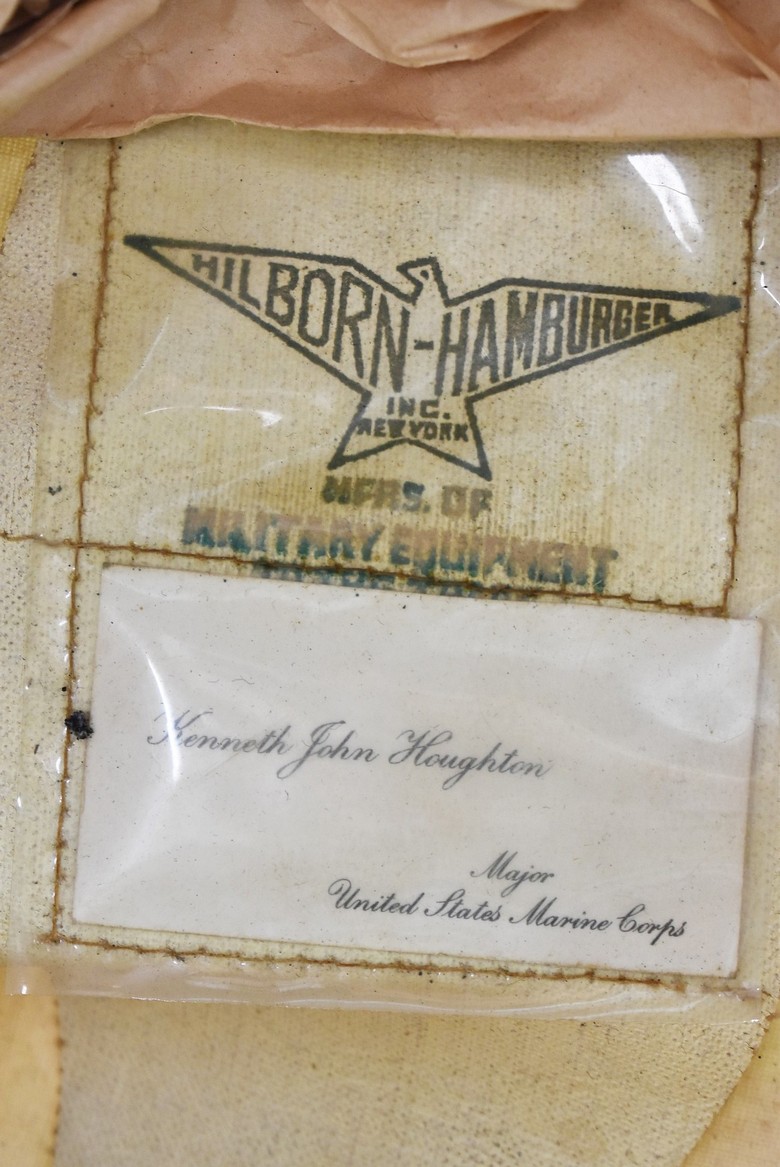 HILBORN-HAMBURGER
INC.
NEW YORK
MFRS. OF
MILITARY EQUIPMENT
Kenneth John Houghton
Major
United States Marine Corps